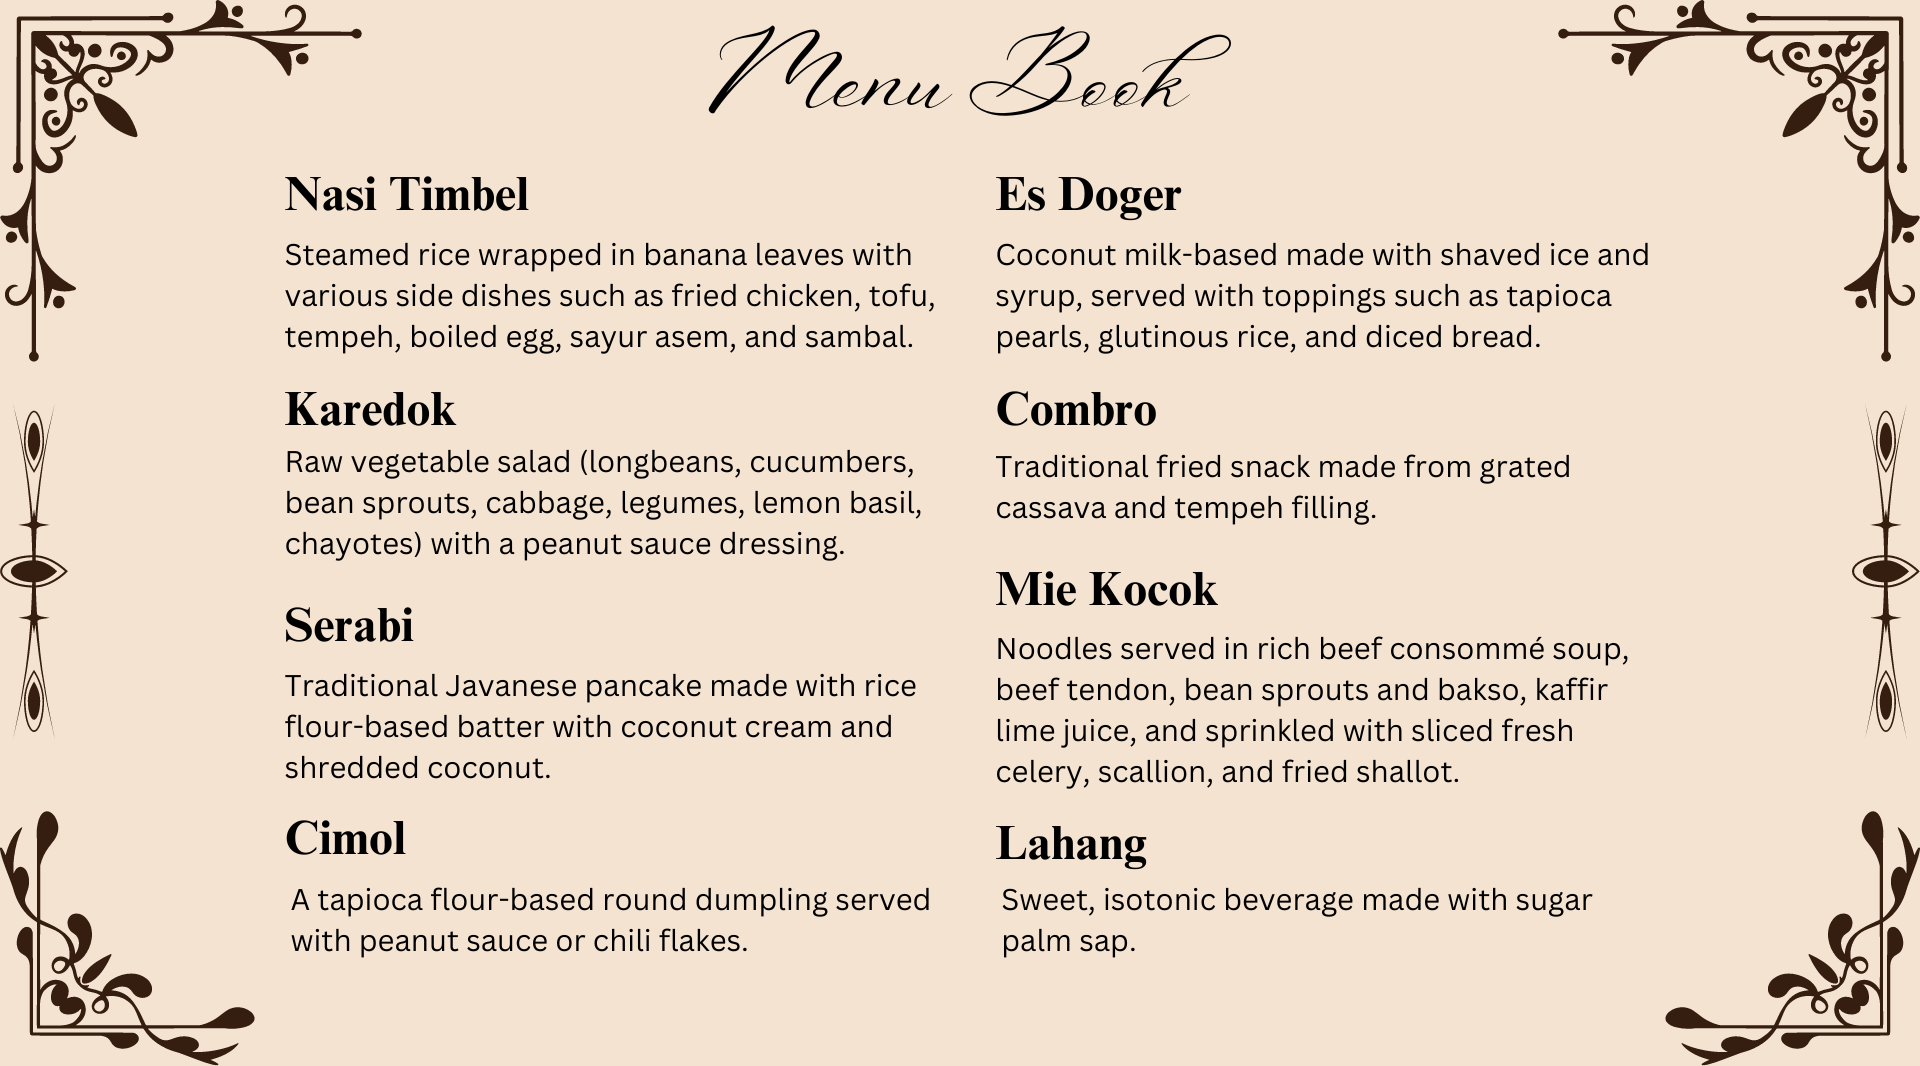 Menu Book
Nasi Timbel
Steamed rice wrapped in banana leaves with
various side dishes such as fried chicken, tofu,
tempeh, boiled egg, sayur asem, and sambal.
Karedok
Raw vegetable salad (longbeans, cucumbers,
bean sprouts, cabbage, legumes, lemon basil,
chayotes) with a peanut sauce dressing.
Serabi
Traditional Javanese pancake made with rice
flour-based batter with coconut cream and
shredded coconut.
Cimol
A tapioca flour-based round dumpling served
with peanut sauce or chili flakes.
Es Doger
Coconut milk-based made with shaved ice and
syrup, served with toppings such as tapioca
pearls, glutinous rice, and diced bread.
Combro
Traditional fried snack made from grated
cassava and tempeh filling.
Mie Kocok
Noodles served in rich beef consommé soup,
beef tendon, bean sprouts and bakso, kaffir
lime juice, and sprinkled with sliced fresh
celery, scallion, and fried shallot.
Lahang
Sweet, isotonic beverage made with sugar
palm sap.